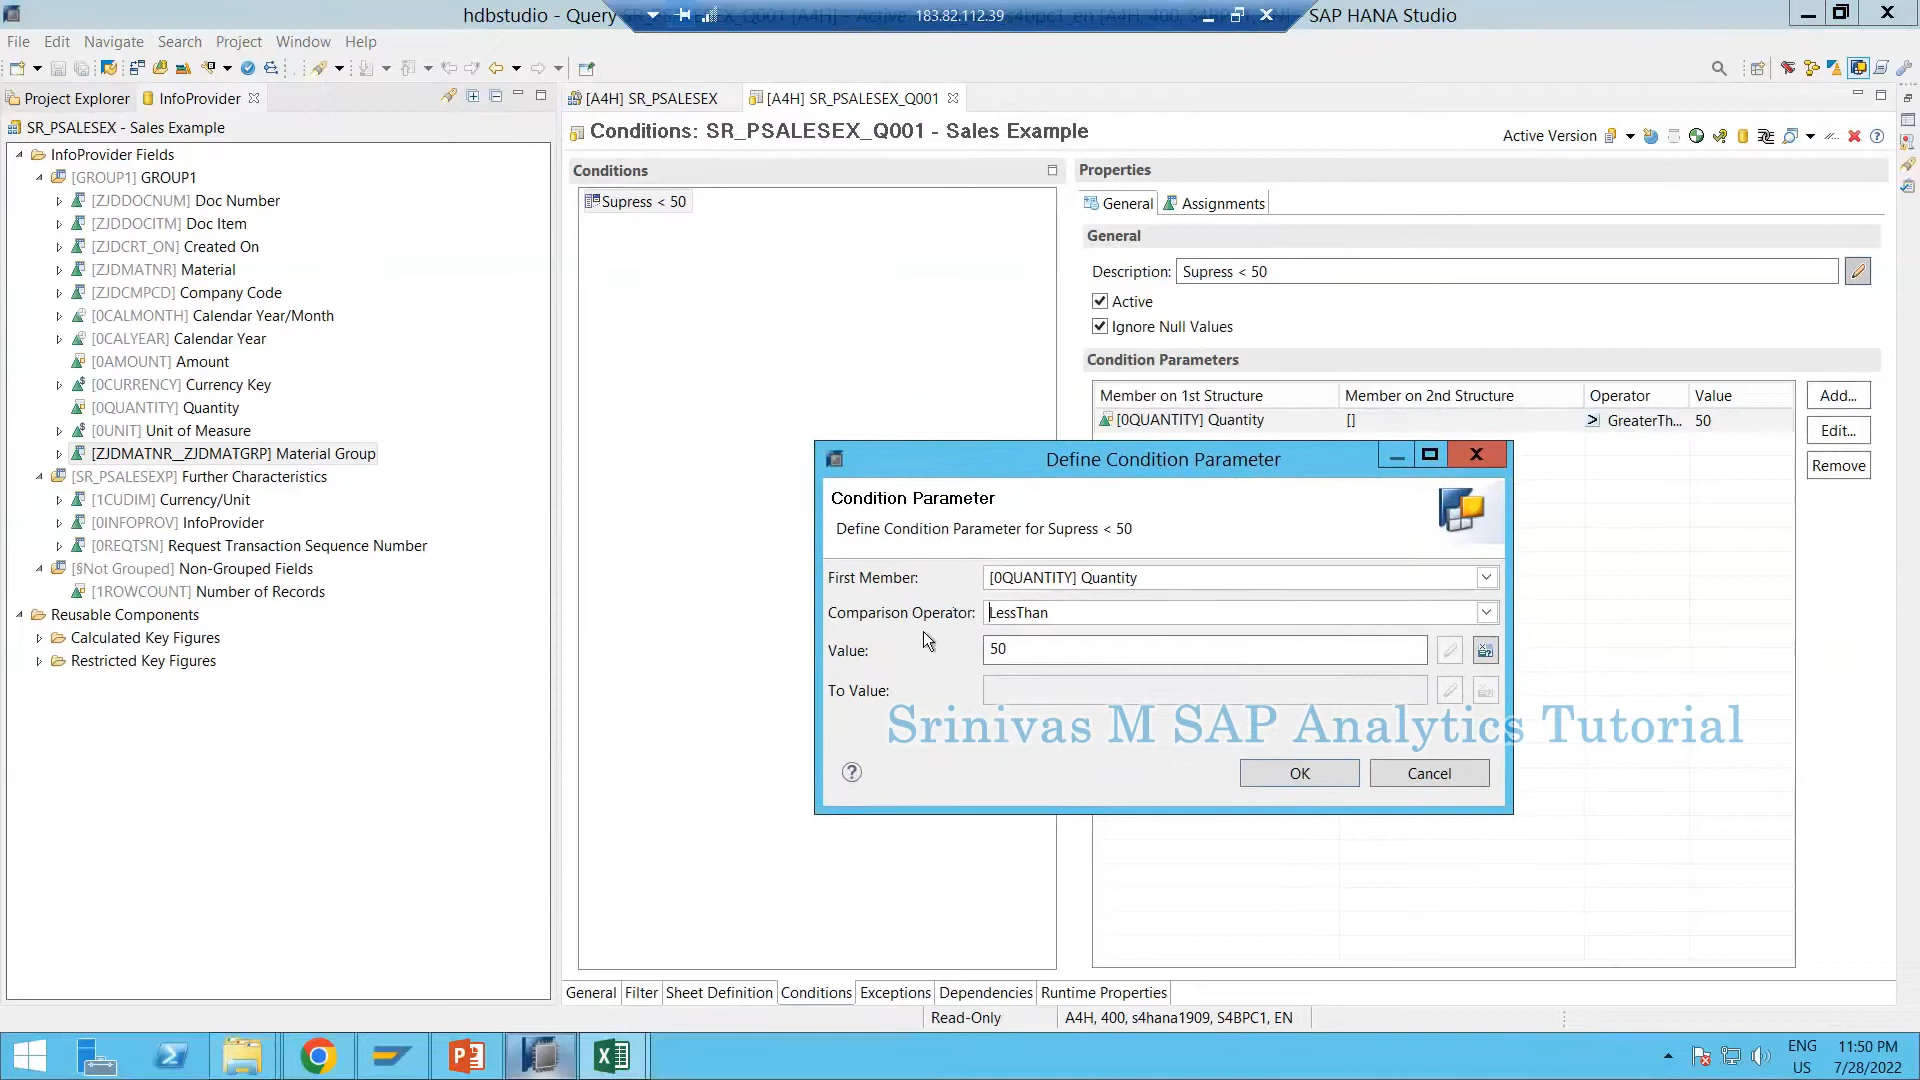 hdbstudio - Query
183.82.112.39
SAP HANA Studio
File Edit Navigate Search Project Exploration Window Help
Project Explorer
InfoProvider
[A4H] SR_PSALESEX
[A4H] SR_PSALESEX_Q001
SR_PSALESEX - Sales Example
Conditions: SR_PSALESEX_Q001 - Sales Example
Active Version
InfoProvider Fields
[GROUP1] GROUP1
[ZJDDOCNUM] Doc Number
[ZJDDOCITM] Doc Item
[ZJDCRT_ON] Created On
[ZJDMATNR] Material
[ZJDCMPCD] Company Code
[0CALMONTH] Calendar Year/Month
[0CALYEAR] Calendar Year
[0AMOUNT] Amount
[0CURRENCY] Currency Key
[0QUANTITY] Quantity
[0UNIT] Unit of Measure
[ZJDMATNR__ZJDMATGRP] Material Group
[SR_PSALESEXP] Further Characteristics
[1CUDIM] Currency/Unit
[0INFOPROV] InfoProvider
[0REQTSN] Request Transaction Sequence Number
[§Not Grouped] Non-Grouped Fields
[1ROWCOUNT] Number of Records
Reusable Components
Calculated Key Figures
Restricted Key Figures
Conditions
Supress < 50
Properties
General
Assignments
General
Description: Supress < 50
Active
Ignore Null Values
Condition Parameters
Member on 1st Structure Member on 2nd Structure Operator Value
[0QUANTITY] Quantity [] GreaterTh... 50
Add...
Edit...
Remove
Define Condition Parameter
Condition Parameter
Define Condition Parameter for Supress < 50
First Member: [0QUANTITY] Quantity
Comparison Operator: LessThan
Value: 50
To Value:
Srinivas M SAP Analytics Tutorial
OK
Cancel
General Filter Sheet Definition Conditions Exceptions Dependencies Runtime Properties
Read-Only
A4H, 400, s4hana1909, S4BPC1, EN
ENG
US
11:50 PM
7/28/2022